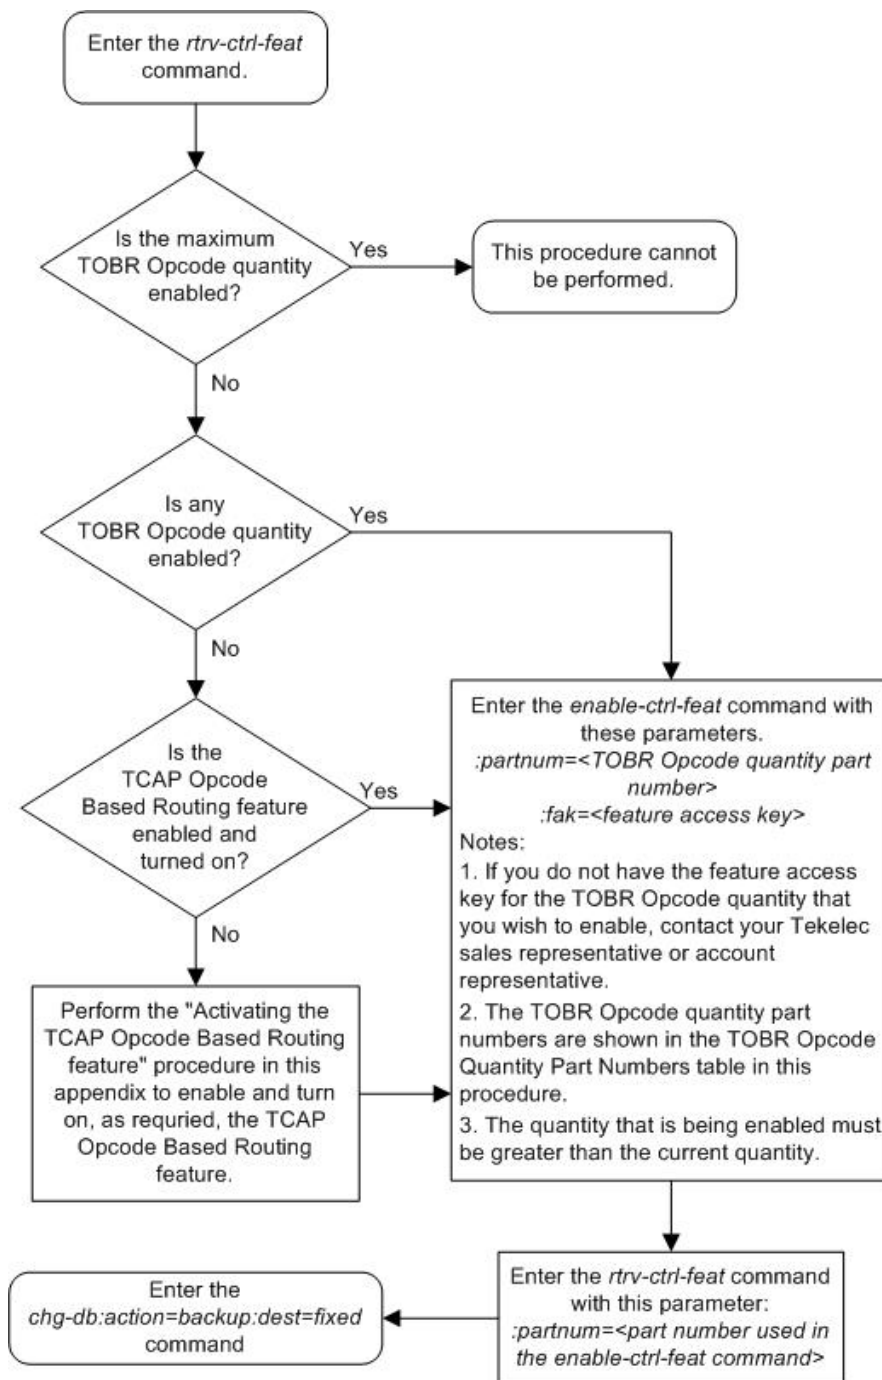 Enter the rtrv-ctrl-feat
command.
Is the maximum
TOBR Opcode quantity
enabled?
Yes
This procedure cannot
be performed.
No
Is any
TOBR Opcode quantity
enabled?
Yes
No
Is the
TCAP Opcode
Based Routing feature
enabled and
turned on?
Yes
No
Perform the "Activating the
TCAP Opcode Based Routing
feature" procedure in this
appendix to enable and turn
on, as requried, the TCAP
Opcode Based Routing
feature.
Enter the enable-ctrl-feat command with
these parameters.
:partnum=<TOBR Opcode quantity part
number>
:fak=<feature access key>
Notes:
1. If you do not have the feature access
key for the TOBR Opcode quantity that
you wish to enable, contact your Tekelec
sales representative or account
representative.
2. The TOBR Opcode quantity part
numbers are shown in the TOBR Opcode
Quantity Part Numbers table in this
procedure.
3. The quantity that is being enabled must
be greater than the current quantity.
Enter the rtrv-ctrl-feat command
with this parameter:
:partnum=<part number used in
the enable-ctrl-feat command>
Enter the
chg-db:action=backup:dest=fixed
command